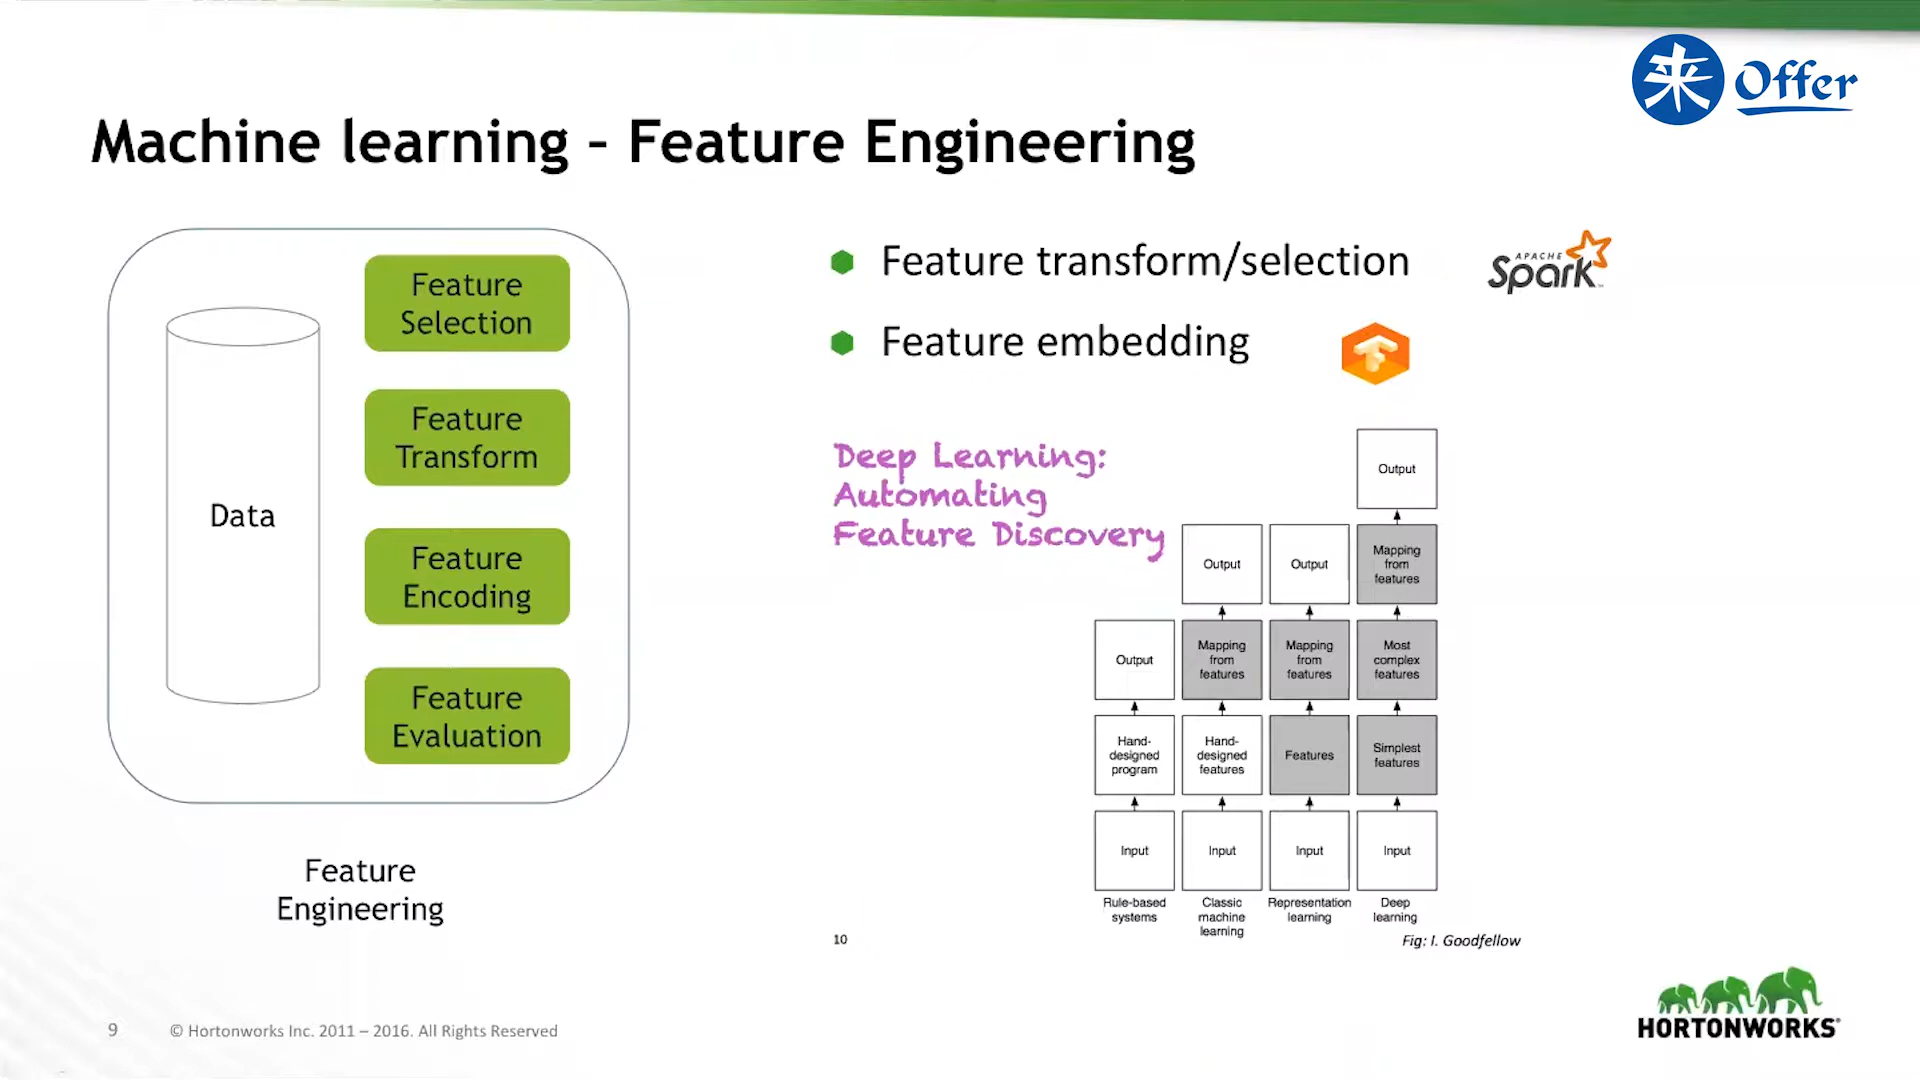 来 Offer
Machine learning – Feature Engineering
Data
Feature
Selection
Feature
Transform
Feature
Encoding
Feature
Evaluation
Feature
Engineering
Feature transform/selection
APACHE
Spark™
Feature embedding
Deep Learning:
Automating
Feature Discovery
Output
Mapping
from
features
Most
complex
features
Simplest
features
Input
Deep
learning
Output
Mapping
from
features
Features
Input
Representation
learning
Output
Mapping
from
features
Hand-
designed
features
Input
Classic
machine
learning
Output
Hand-
designed
program
Input
Rule-based
systems
10
Fig: I. Goodfellow
9
© Hortonworks Inc. 2011 – 2016. All Rights Reserved
HORTONWORKS®